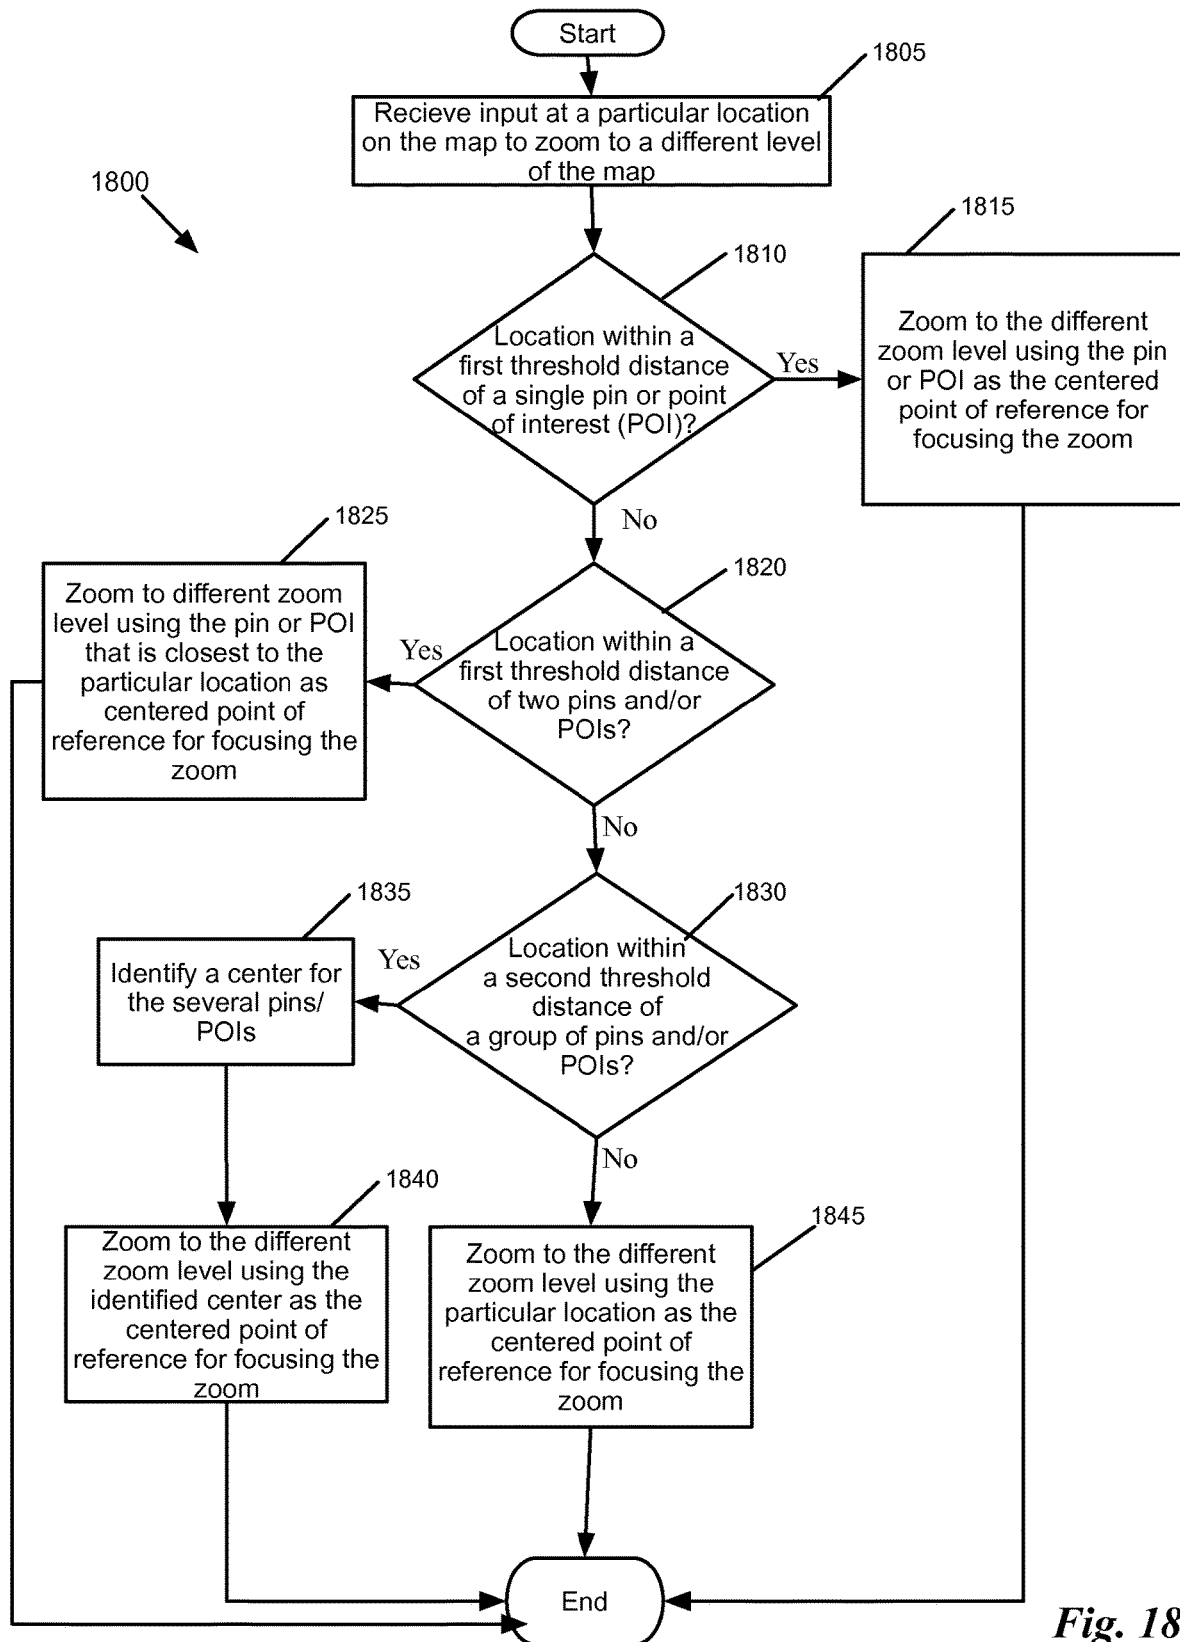 Start
1805
Recieve input at a particular location
on the map to zoom to a different level
of the map
1800
1815
1810
Location within a
first threshold distance
of a single pin or point
of interest (POI)?
Yes
Zoom to the different
zoom level using the pin
or POI as the centered
point of reference for
focusing the zoom
No
1825
1820
Zoom to different zoom
level using the pin or POI
that is closest to the
particular location as
centered point of
reference for focusing the
zoom
Yes
Location within a
first threshold distance
of two pins and/or
POIs?
No
1835
1830
Identify a center for
the several pins/
POIs
Yes
Location within
a second threshold
distance of
a group of pins and/or
POIs?
No
1840
1845
Zoom to the different
zoom level using the
identified center as the
centered point of
reference for focusing the
zoom
Zoom to the different
zoom level using the
particular location as the
centered point of
reference for focusing the
zoom
End
Fig. 18